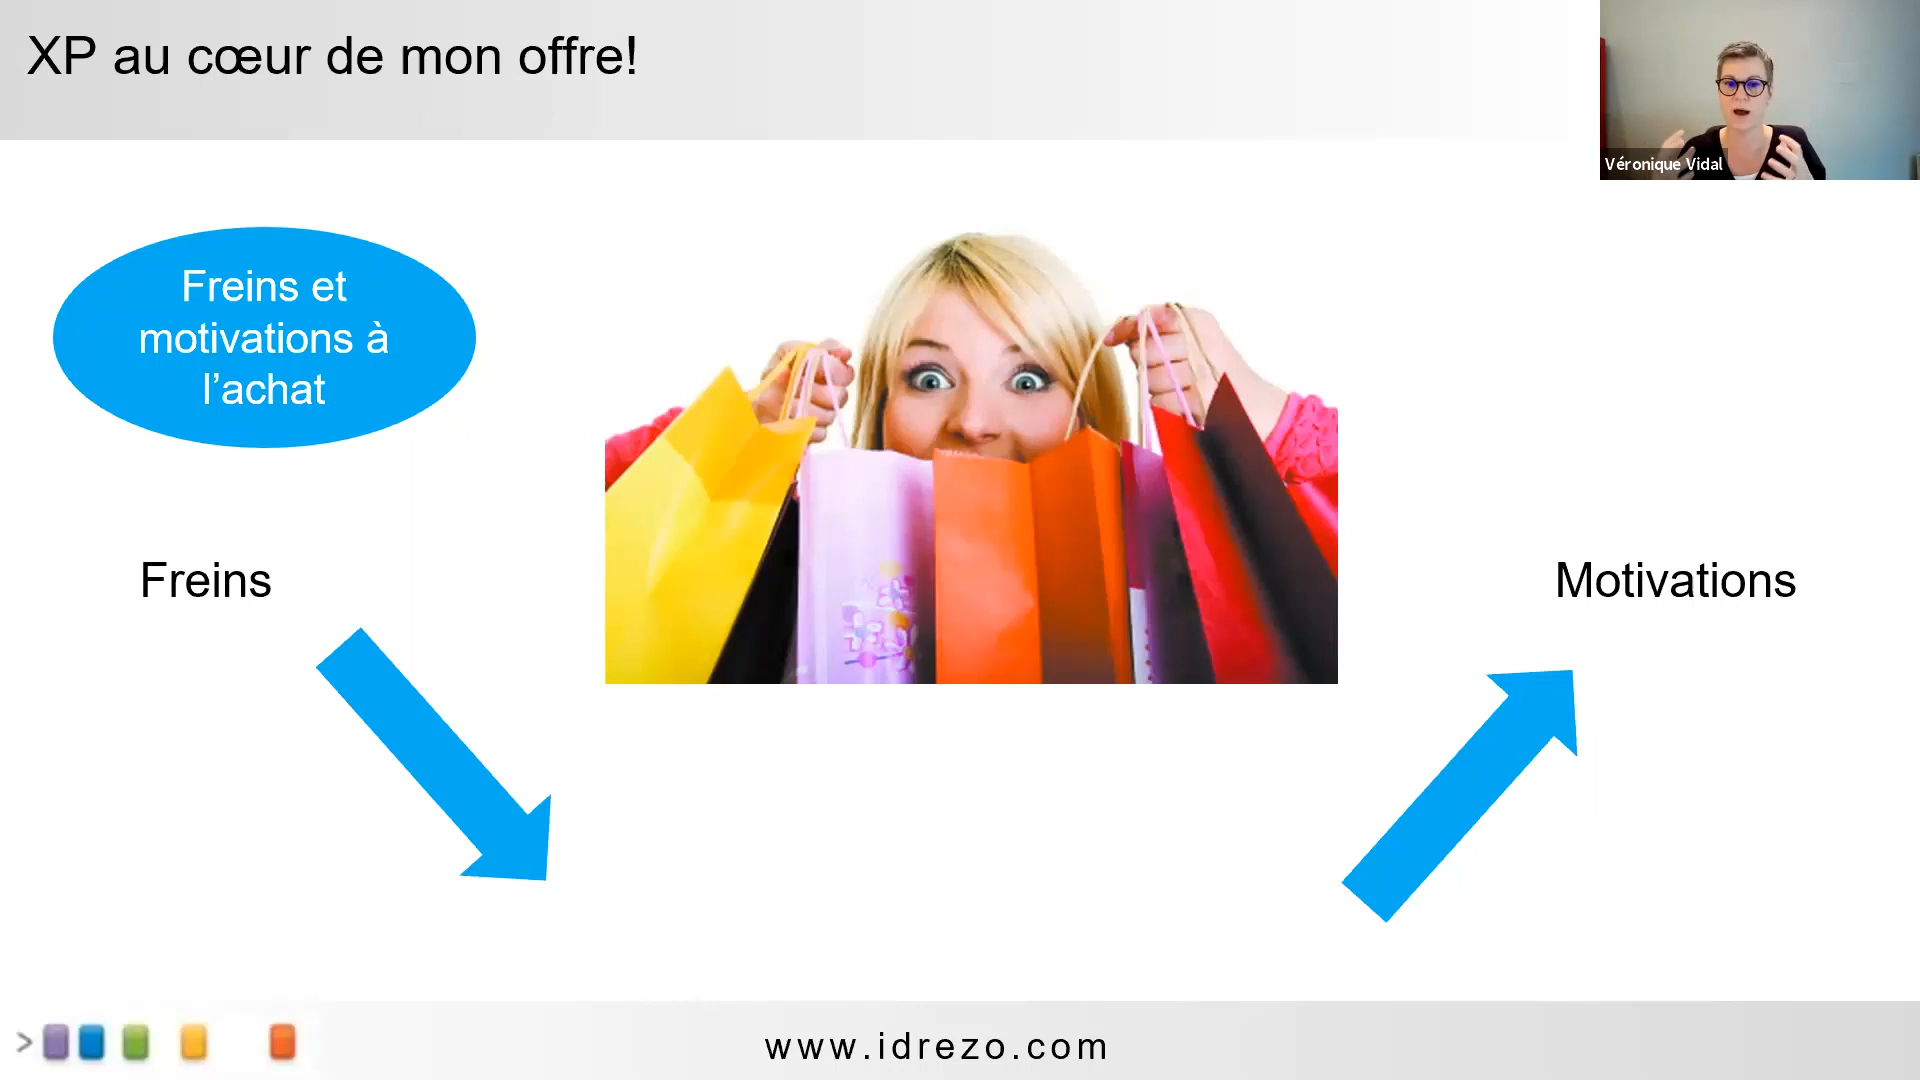 XP au cœur de mon offre!
Véronique Vidal
Freins et
motivations à
l’achat
Freins
Motivations
>
www.idrezo.com